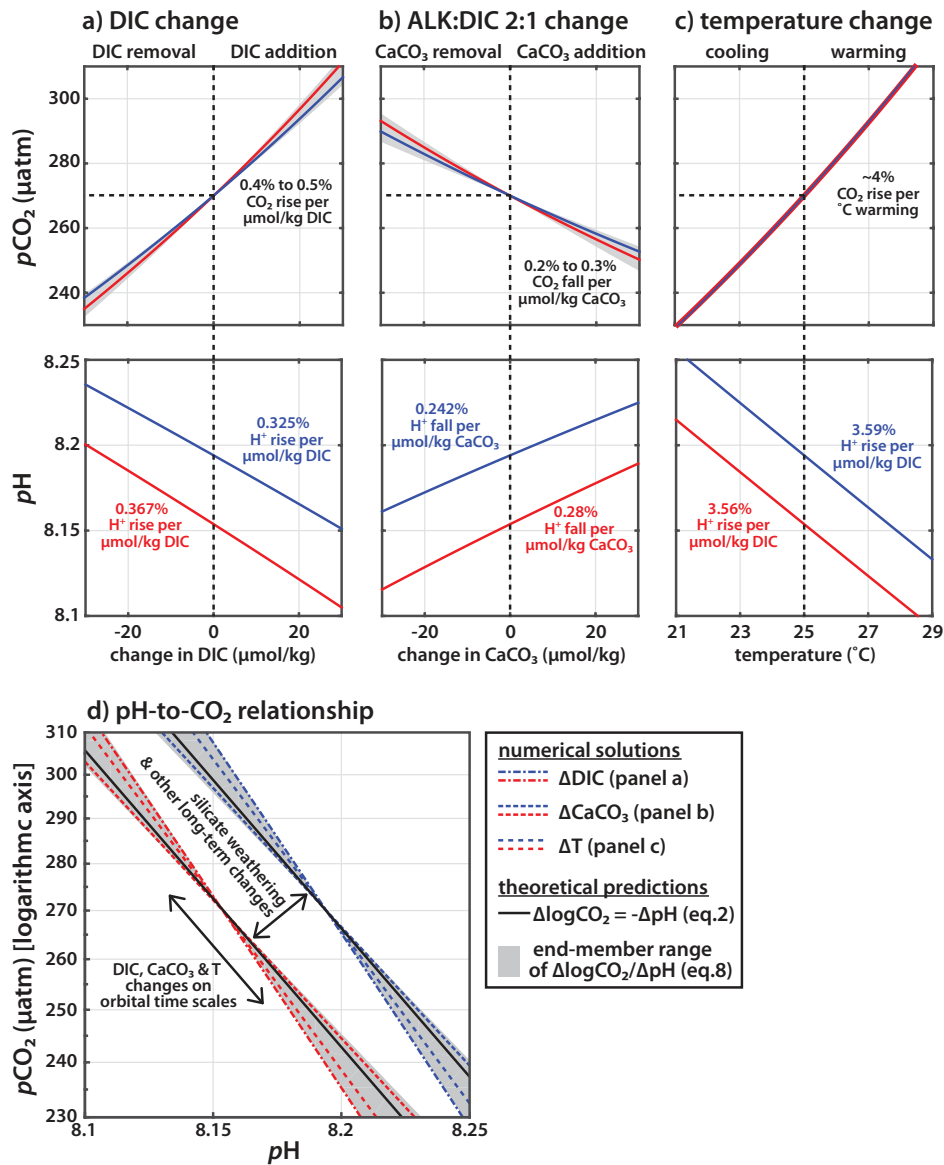 a) DIC change
DIC removal
DIC addition
b) ALK:DIC 2:1 change
CaCO₃ removal
CaCO₃ addition
c) temperature change
cooling
warming
pCO₂ (µatm)
300
280
260
240
0.4% to 0.5%
CO₂ rise per
µmol/kg DIC
0.2% to 0.3%
CO₂ fall per
µmol/kg CaCO₃
~4%
CO₂ rise per
˚C warming
pH
8.25
8.2
8.15
8.1
0.325%
H⁺ rise per
µmol/kg DIC
0.367%
H⁺ rise per
µmol/kg DIC
-20
0
20
change in DIC (µmol/kg)
0.242%
H⁺ fall per
µmol/kg CaCO₃
0.28%
H⁺ fall per
µmol/kg CaCO₃
-20
0
20
change in CaCO₃ (µmol/kg)
3.59%
H⁺ rise per
µmol/kg DIC
3.56%
H⁺ rise per
µmol/kg DIC
21
23
25
27
29
temperature (˚C)
d) pH-to-CO₂ relationship
pCO₂ (µatm) [logarithmc axis]
310
300
290
280
270
260
250
240
230
silicate weathering
& other long-term
changes
DIC, CaCO₃ & T
changes on
orbital time scales
8.1
8.15
8.2
8.25
pH
numerical solutions
ΔDIC (panel a)
ΔCaCO₃ (panel b)
ΔT (panel c)
theoretical predictions
ΔlogCO₂ = -ΔpH (eq.2)
end-member range
of ΔlogCO₂/ΔpH (eq.8)